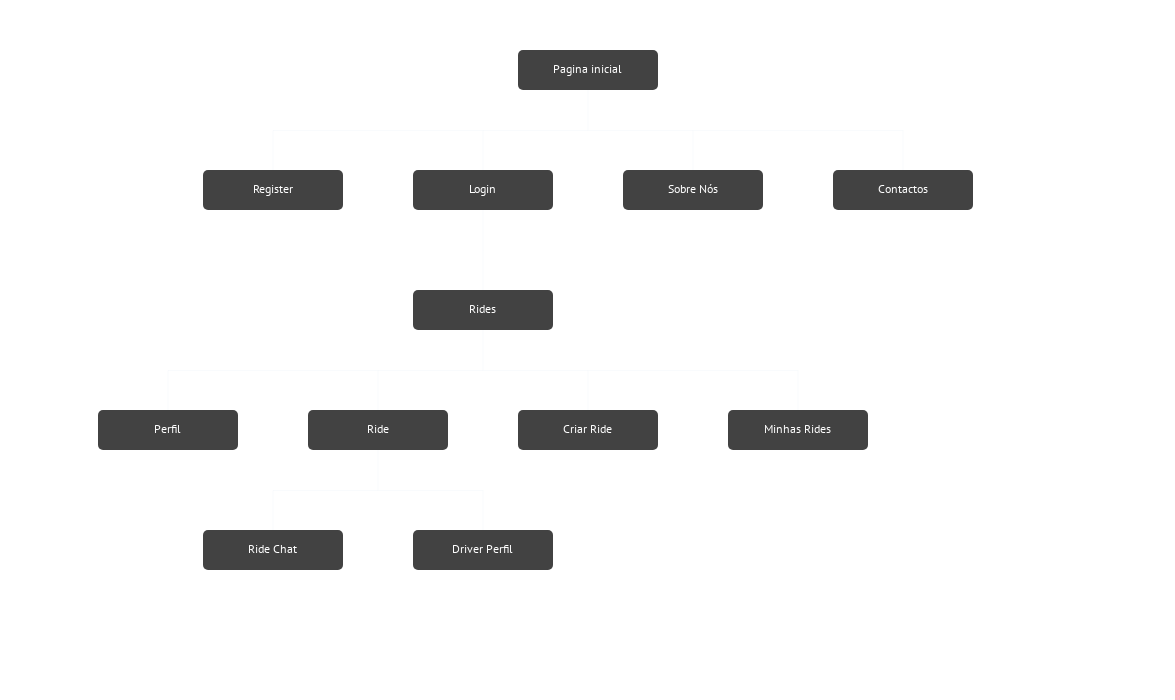 Pagina inicial
Register
Login
Sobre Nós
Contactos
Rides
Perfil
Ride
Criar Ride
Minhas Rides
Ride Chat
Driver Perfil